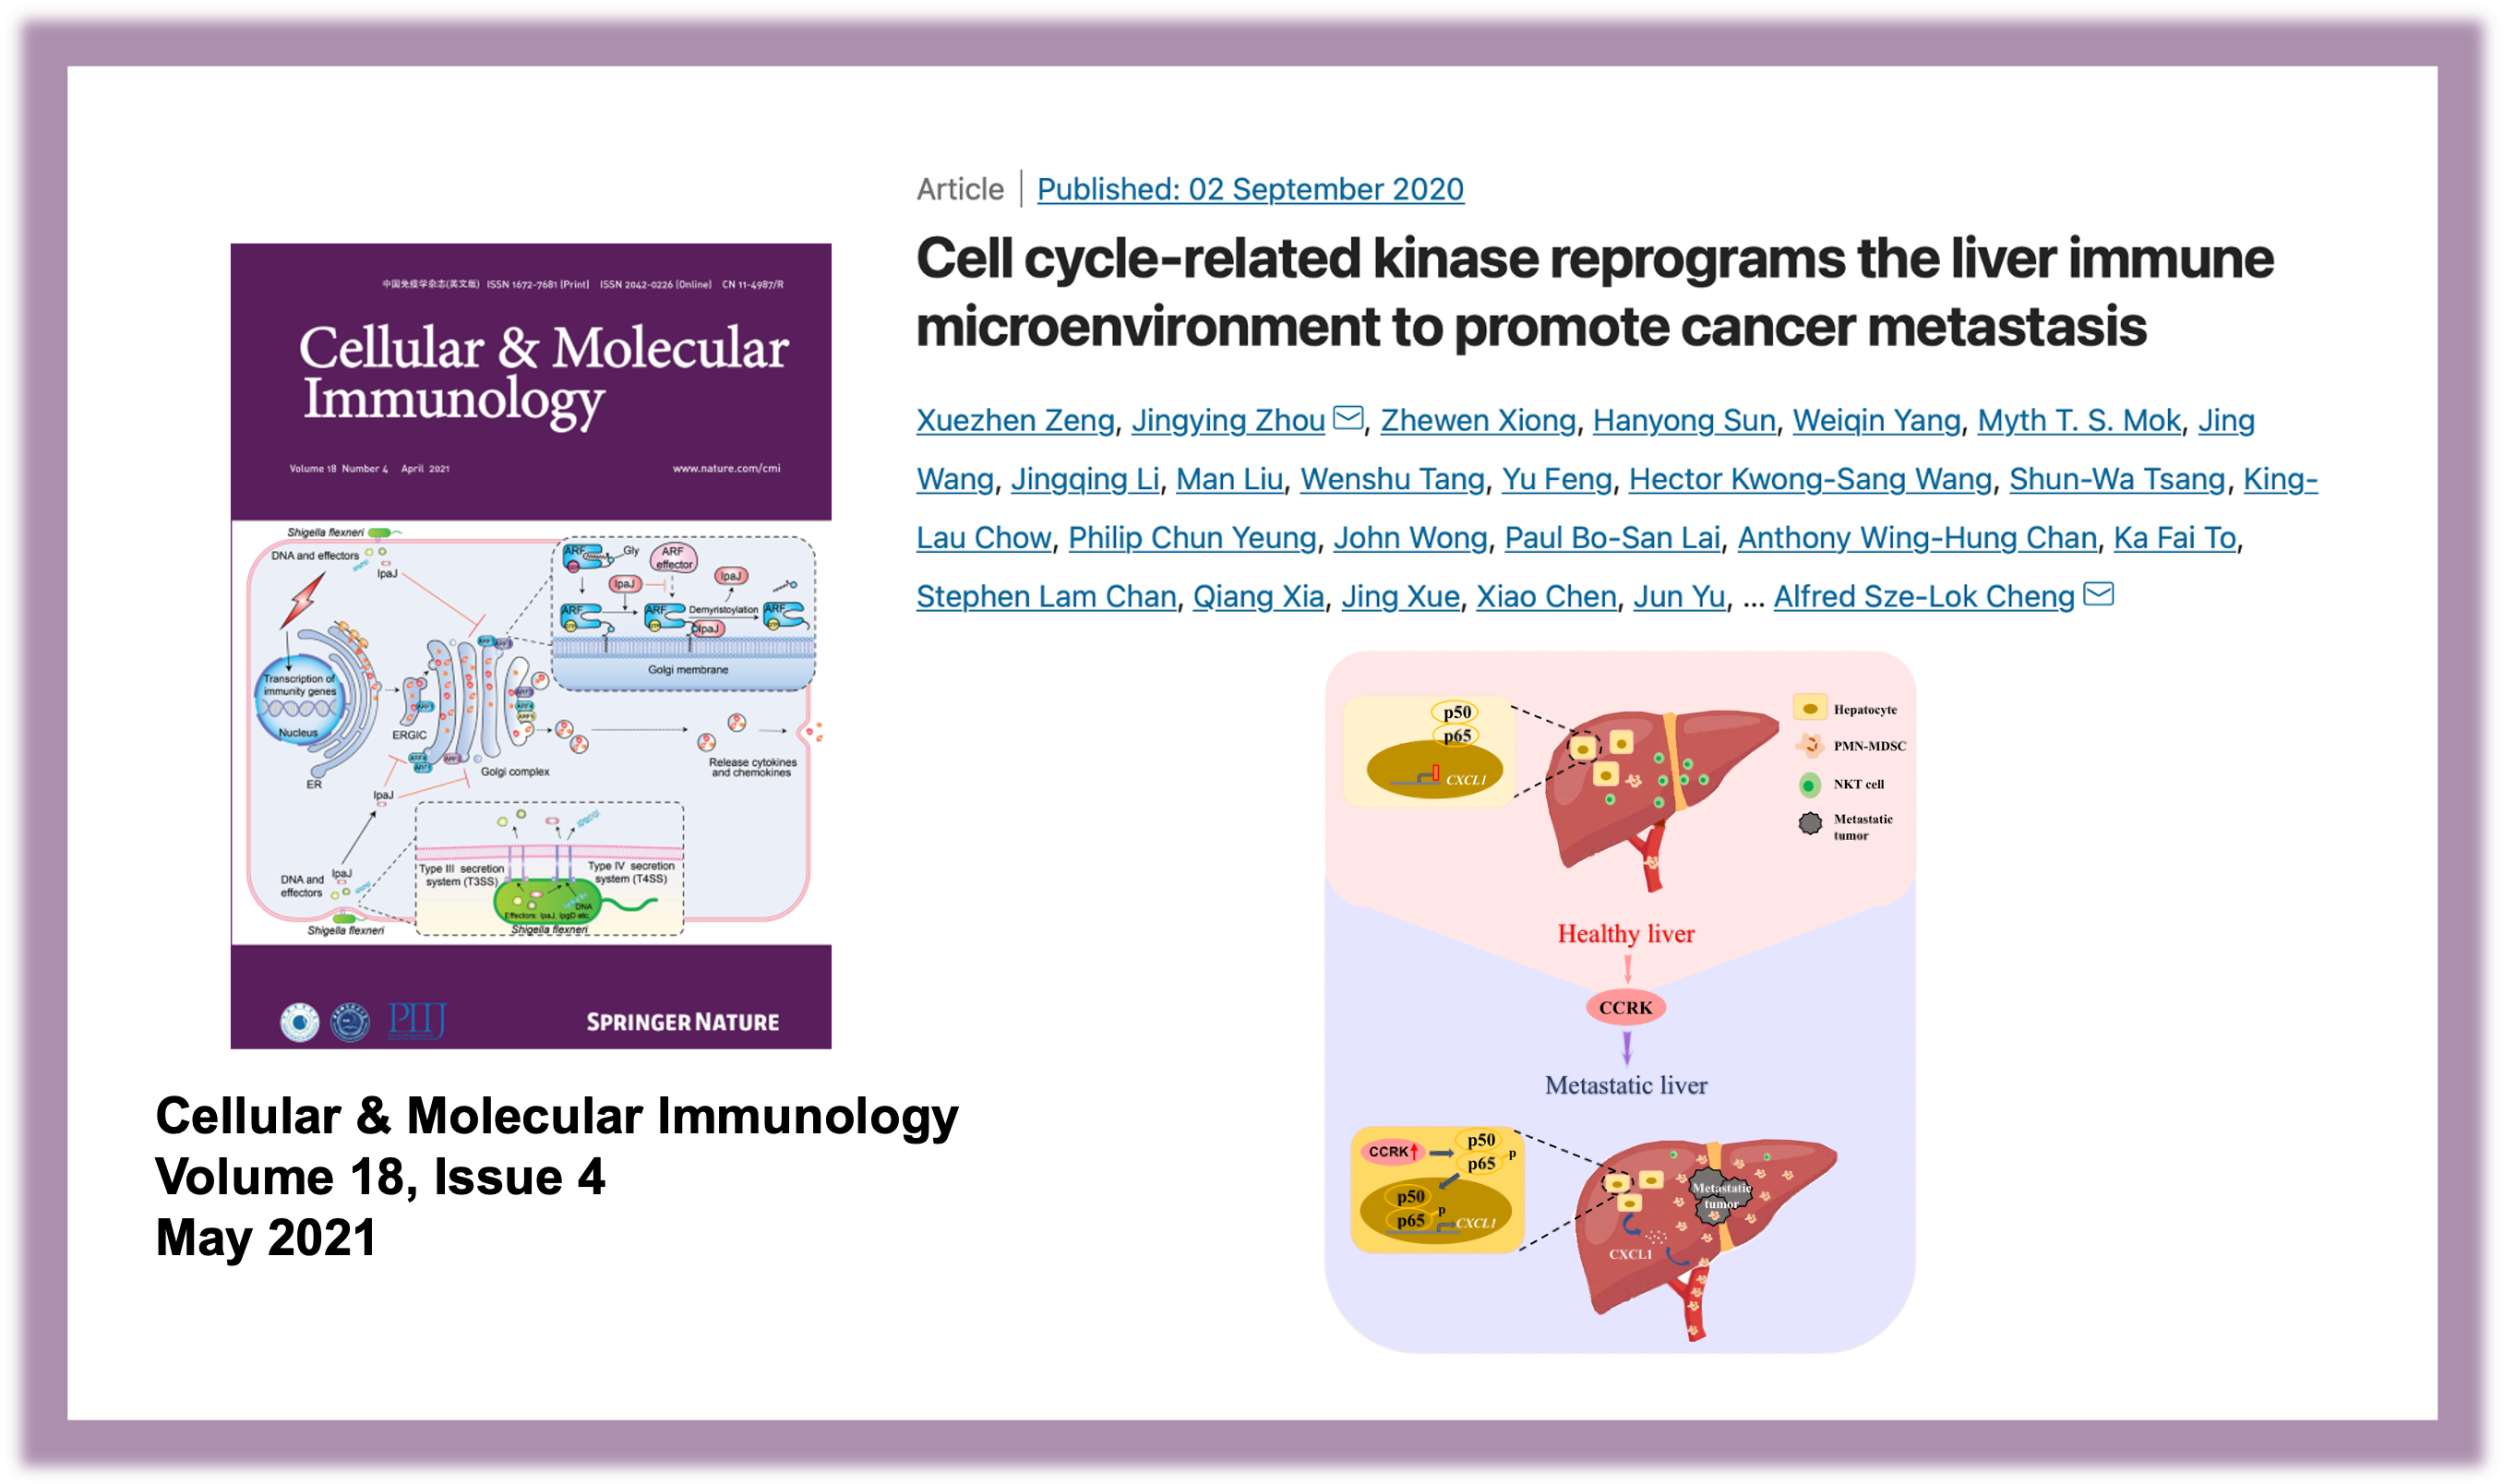 中国免疫学杂志(英文版) ISSN 1672-7681 (Print) ISSN 2042-0226 (Online) CN 11-4987/R
Cellular & Molecular
Immunology
Volume 18 Number 4 April 2021
www.nature.com/cmi
Shigella flexneri
DNA and effectors
IpaJ
Transcription of
immunity genes
Nucleus
ER
ERGIC
Golgi complex
ARF
Gly
ARF
effector
IpaJ
IpaJ
ARF
ARF
Demyristoylation
ARF
IpaJ
Golgi membrane
Release cytokines
and chemokines
IpaJ
DNA and
effectors
IpaJ
Shigella flexneri
Type III secretion
system (T3SS)
Type IV secretion
system (T4SS)
DNA
Effectors: IpaJ, IpgD etc.
Shigella flexneri
SPRINGER NATURE
Cellular & Molecular Immunology
Volume 18, Issue 4
May 2021
Article | Published: 02 September 2020
Cell cycle-related kinase reprograms the liver immune
microenvironment to promote cancer metastasis
Xuezhen Zeng, Jingying Zhou, Zhewen Xiong, Hanyong Sun, Weiqin Yang, Myth T. S. Mok, Jing
Wang, Jingqing Li, Man Liu, Wenshu Tang, Yu Feng, Hector Kwong-Sang Wang, Shun-Wa Tsang, King-
Lau Chow, Philip Chun Yeung, John Wong, Paul Bo-San Lai, Anthony Wing-Hung Chan, Ka Fai To,
Stephen Lam Chan, Qiang Xia, Jing Xue, Xiao Chen, Jun Yu, ... Alfred Sze-Lok Cheng
p50
p65
CXCL1
Hepatocyte
PMN-MDSC
NKT cell
Metastatic
tumor
Healthy liver
CCRK
Metastatic liver
CCRK
p50
p65
p
p50
p65
p
CXCL1
Metastatic
tumor
CXCL1